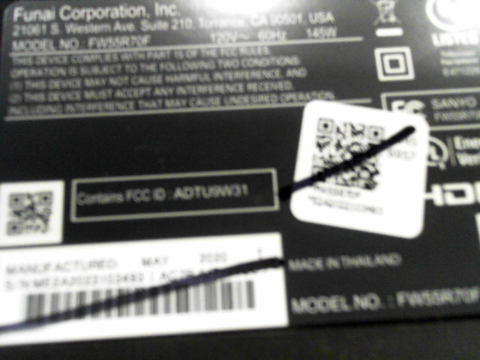 Funai Corporation, Inc.
21061 S. Western Ave. Suite 210. Torrance, CA 90501, USA
MODEL NO.: FW55R70F 120V~ 60Hz 145W
THIS DEVICE COMPLIES WITH PART 15 OF THE FCC RULES.
OPERATION IS SUBJECT TO THE FOLLOWING TWO CONDITIONS:
(1) THIS DEVICE MAY NOT CAUSE HARMFUL INTERFERENCE, AND
(2) THIS DEVICE MUST ACCEPT ANY INTERFERENCE RECEIVED,
INCLUDING INTERFERENCE THAT MAY CAUSE UNDESIRED OPERATION.
LISTED
FC SANYO
Contains FCC ID : ADTU9W31
HDMI
MANUFACTURED MAY 2020
S/N
MADE IN THAILAND
MODEL NO. : FW55R70F